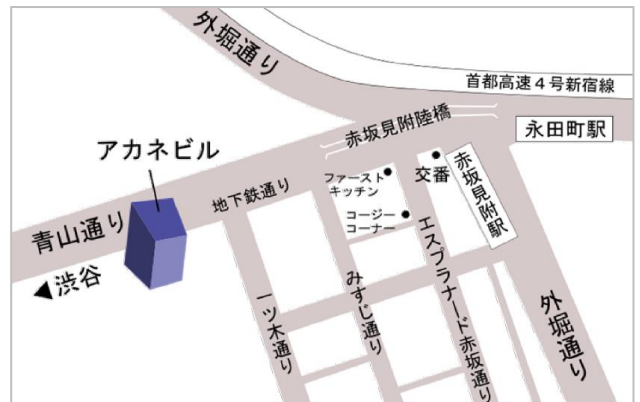 外堀通り
首都高速4号新宿線
赤坂見附陸橋
永田町駅
アカネビル
地下鉄通り
ファースト
キッチン
交番
赤坂見附駅
コージー
コーナー
青山通り
渋谷
一ツ木通り
みすじ通り
エスプラナード赤坂通り
外堀通り